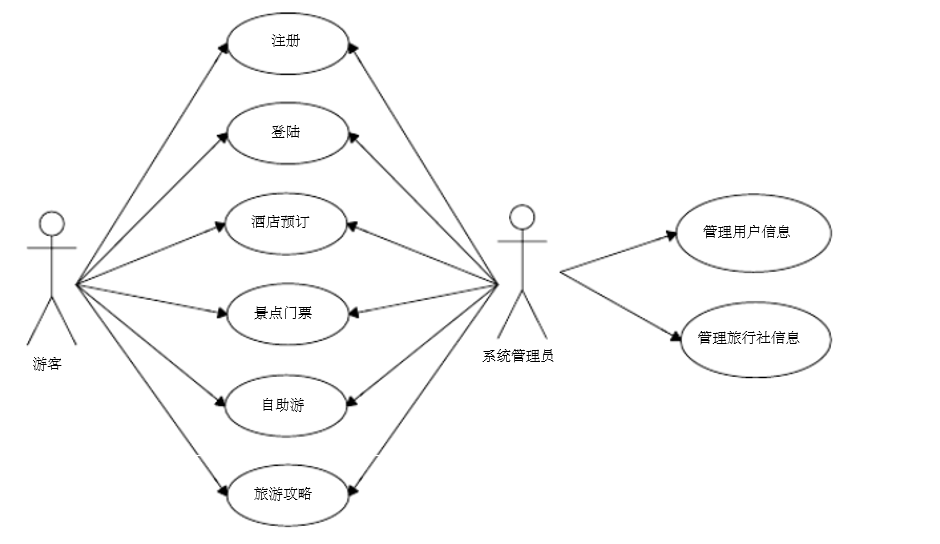 注册
登陆
酒店预订
景点门票
自助游
旅游攻略
游客
系统管理员
管理用户信息
管理旅行社信息